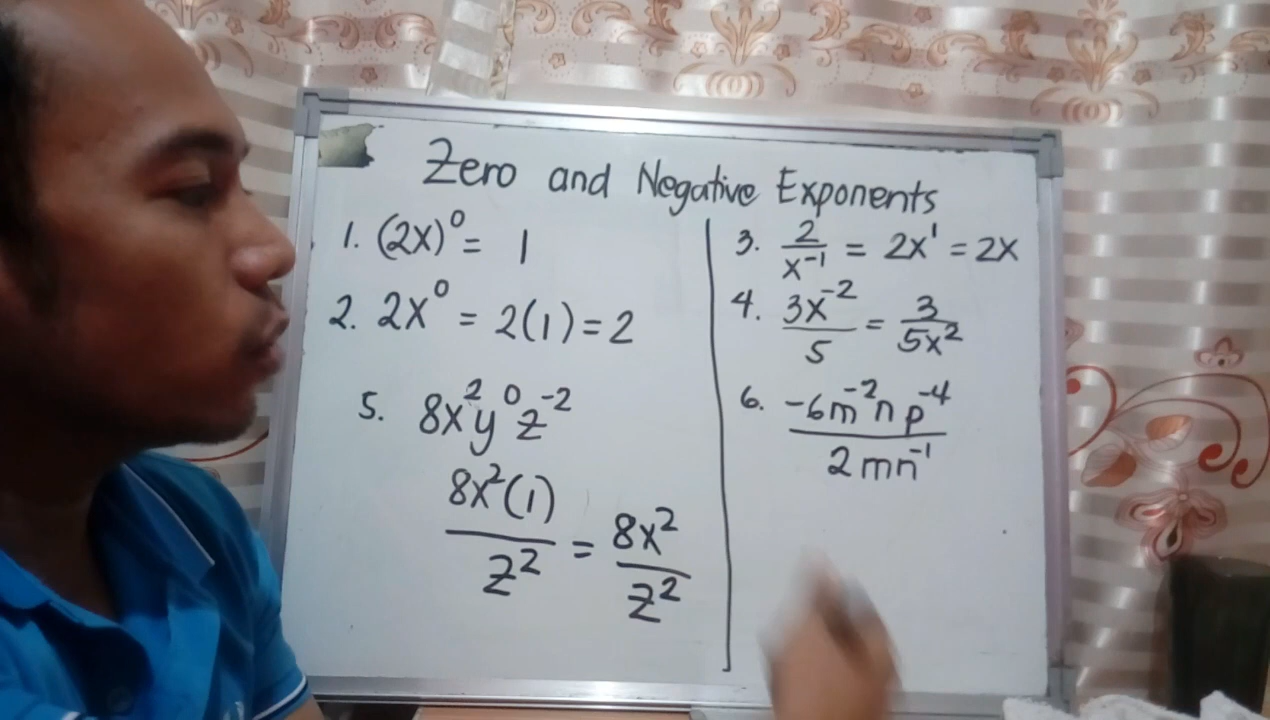 Zero and Negative Exponents
1. (2x)⁰ = 1
2. 2x⁰ = 2(1) = 2
5. 8x²y⁰z⁻²
8x²(1)/z² = 8x²/z²
3. 2/x⁻¹ = 2x¹ = 2x
4. 3x⁻²/5 = 3/5x²
6. -6m⁻²np⁻⁴/2mn⁻¹